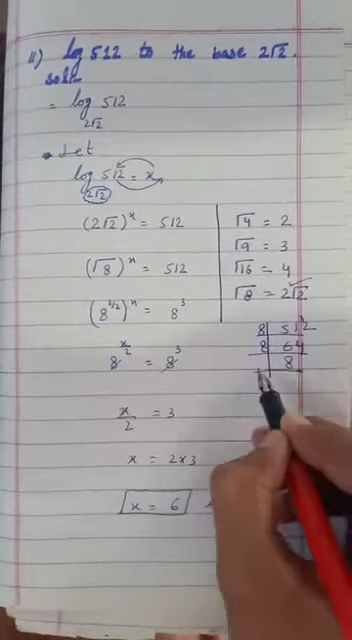 11) log 512 to the base 2√2.
soln
= log 512
2√2
• Let
log 512 = x
2√2
(2√2)^x = 512
(√8)^x = 512
(8^1/2)^x = 8^3
8^x/2 = 8^3
x/2 = 3
x = 2×3
x = 6
√4 = 2
√9 = 3
√16 = 4
√8 = 2√2
8 | 512
8 | 64
8